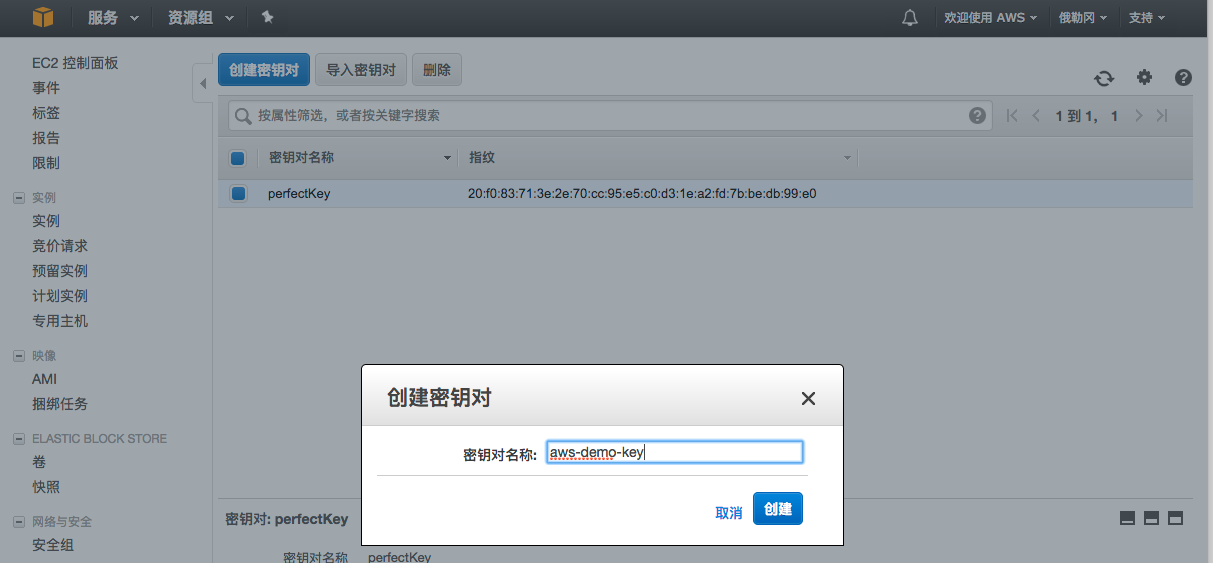 服务 资源组 欢迎使用 AWS 俄勒冈 支持
EC2 控制面板
事件
标签
报告
限制
实例
实例
竞价请求
预留实例
计划实例
专用主机
映像
AMI
捆绑任务
ELASTIC BLOCK STORE
卷
快照
网络与安全
安全组
创建密钥对 导入密钥对 删除
按属性筛选，或者按关键字搜索 1 到 1， 1
密钥对名称 指纹
perfectKey 20:f0:83:71:3e:2e:70:cc:95:e5:c0:d3:1e:a2:fd:7b:be:db:99:e0
创建密钥对
密钥对名称: aws-demo-key
取消 创建
密钥对: perfectKey
密钥对名称 perfectKey